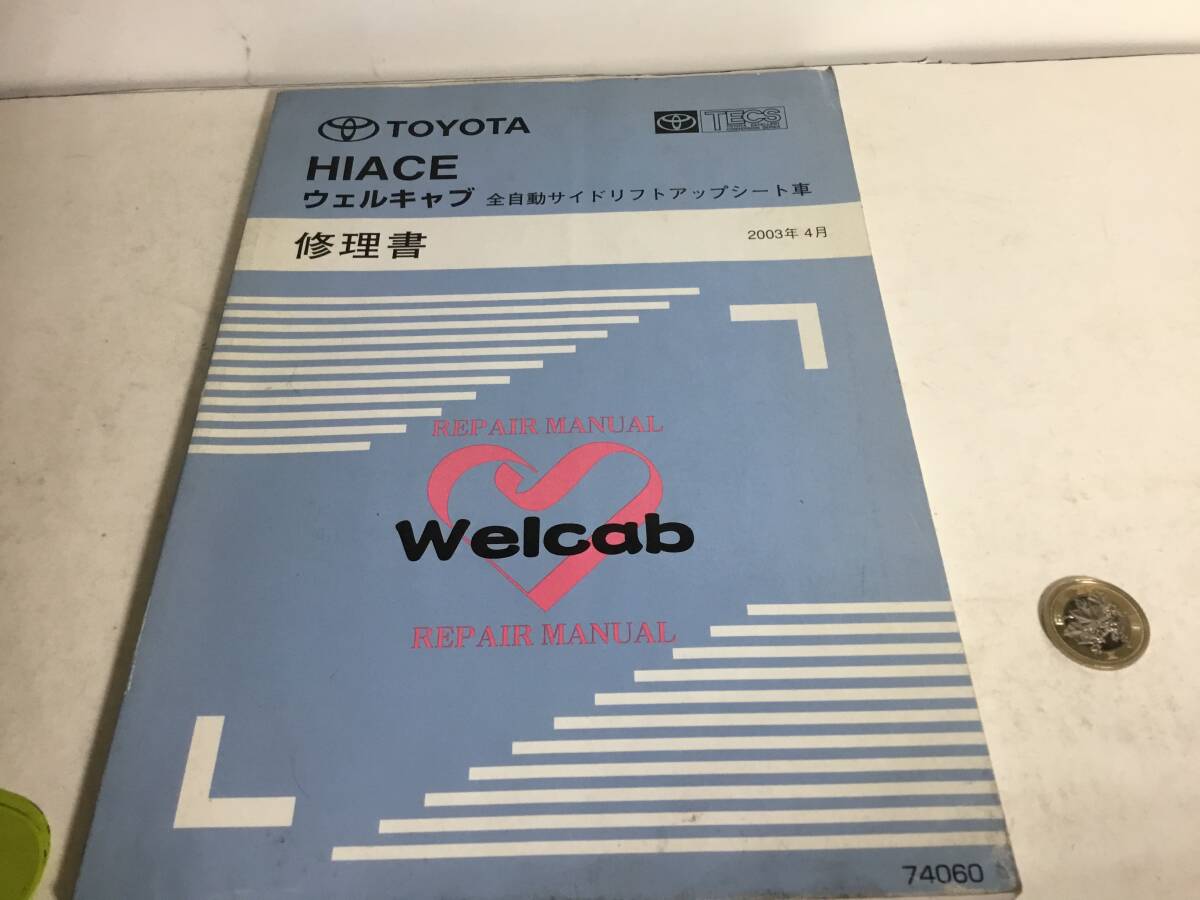 TOYOTA
TECS
HIACE
ウェルキャブ 全自動サイドリフトアップシート車
修理書
2003年 4月
REPAIR MANUAL
Welcab
REPAIR MANUAL
74060